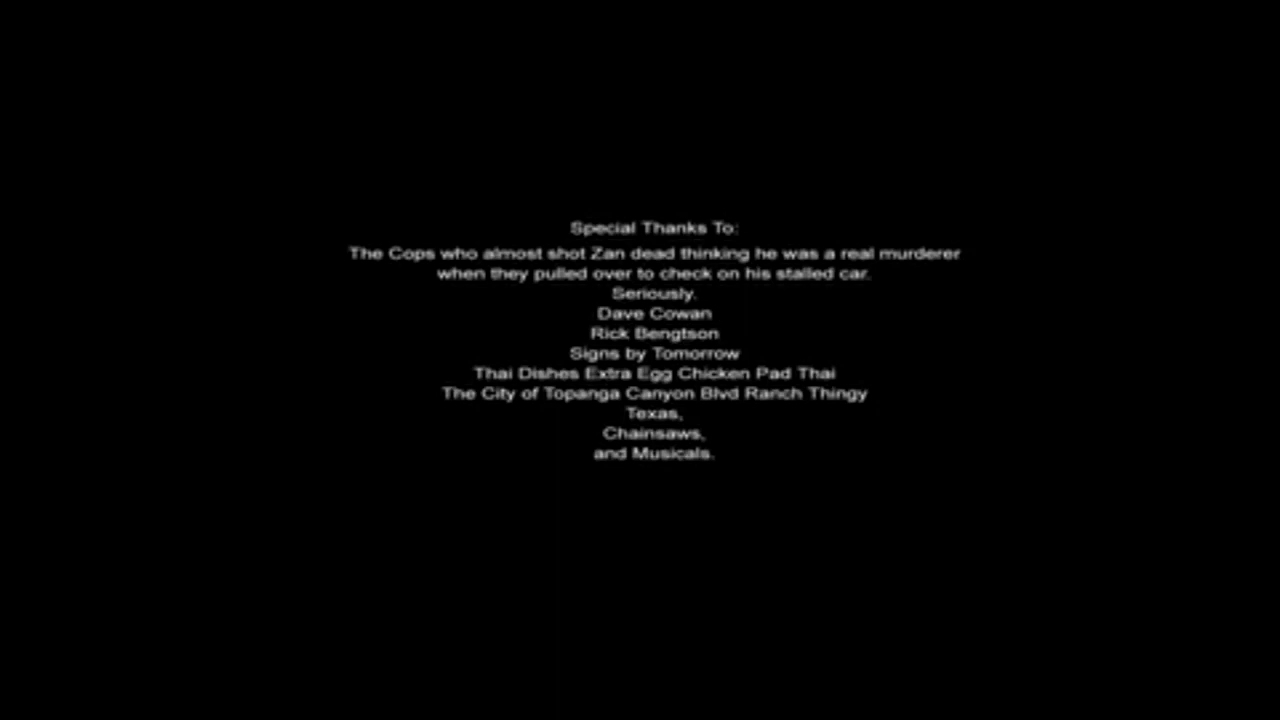 Special Thanks To:
The Cops who almost shot Zan dead thinking he was a real murderer
when they pulled over to check on his stalled car.
Seriously.
Dave Cowan
Rick Bengtson
Signs by Tomorrow
Thai Dishes Extra Egg Chicken Pad Thai
The City of Topanga Canyon Blvd Ranch Thingy
Texas,
Chainsaws,
and Musicals.